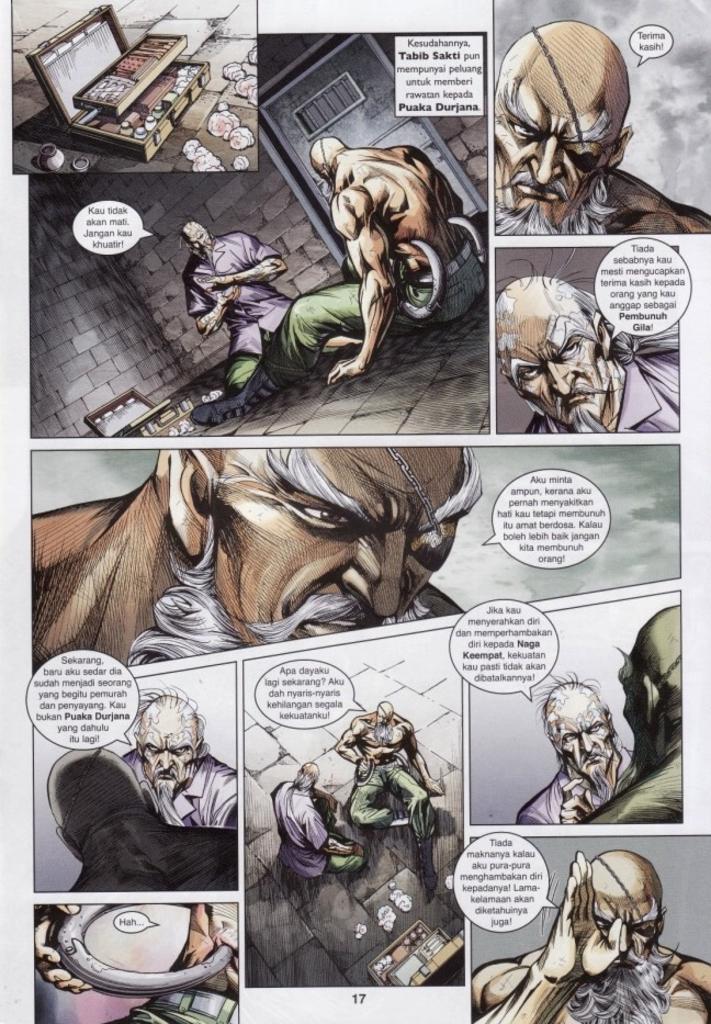 Kesudahannya,
Tabib Sakti pun
mempunyai peluang
untuk memberi
rawatan kepada
Puaka Durjana.
Kau tidak
akan mati.
Jangan kau
khuatir!
Terima
kasih!
Tiada
sebabnya kau
mesti mengucapkan
terima kasih kepada
orang yang kau
anggap sebagai
Pembunuh
Gila!
Aku minta
ampun, kerana aku
pernah menyakitkan
hati kau tetapi membunuh
itu amat berdosa. Kalau
boleh lebih baik jangan
kita membunuh
orang!
Sekarang,
baru aku sedar dia
sudah menjadi seorang
yang begitu pemurah
dan penyayang. Kau
bukan Puaka Durjana
yang dahulu
itu lagi!
Apa dayaku
lagi sekarang? Aku
dah nyaris-nyaris
kehilangan segala
kekuatanku!
Jika kau
menyerahkan diri
dan memperhambakan
diri kepada Naga
Keempat, kekuatan
kau pasti tidak akan
dibatalkannya!
Hah...
Tiada
maknanya kalau
aku pura-pura
menghambakan diri
kepadanya! Lama-
kelamaan akan
diketahuinya
juga!
17